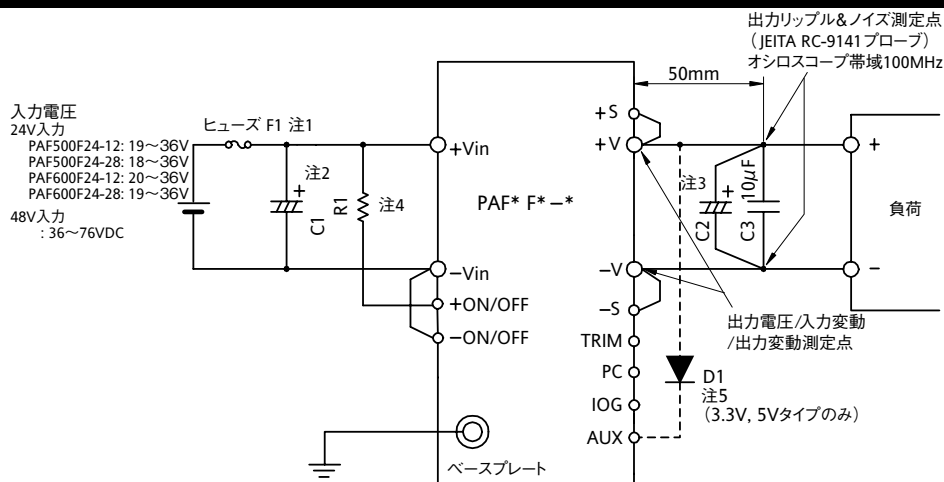 出力リップル&ノイズ測定点
(JEITA RC-9141プローブ)
オシロスコープ帯域100MHz
50mm
入力電圧
24V入力
PAF500F24-12: 19〜36V
PAF500F24-28: 18〜36V
PAF600F24-12: 20〜36V
PAF600F24-28: 19〜36V
48V入力
: 36〜76VDC
ヒューズ F1 注1
注2
+
C1
R1
注4
+Vin
−Vin
+ON/OFF
−ON/OFF
PAF* F*−*
+S
+V
−V
−S
TRIM
PC
IOG
AUX
注3
+
C2
10μF
C3
+
−
負荷
出力電圧/入力変動
/出力変動測定点
D1
注5
(3.3V, 5Vタイプのみ)
ベースプレート